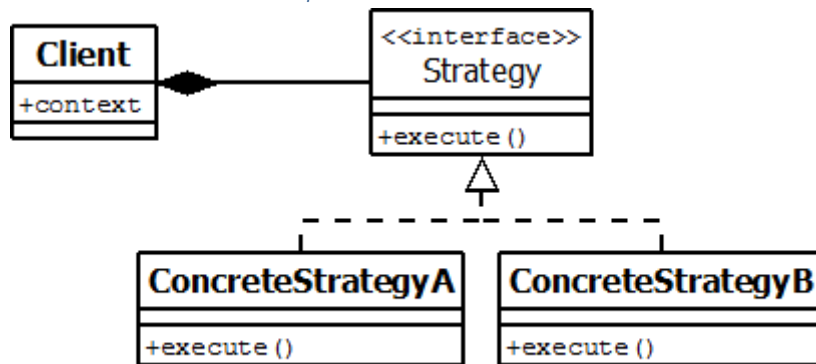 Client
+context
<<interface>>
Strategy
+execute()
ConcreteStrategyA
+execute()
ConcreteStrategyB
+execute()